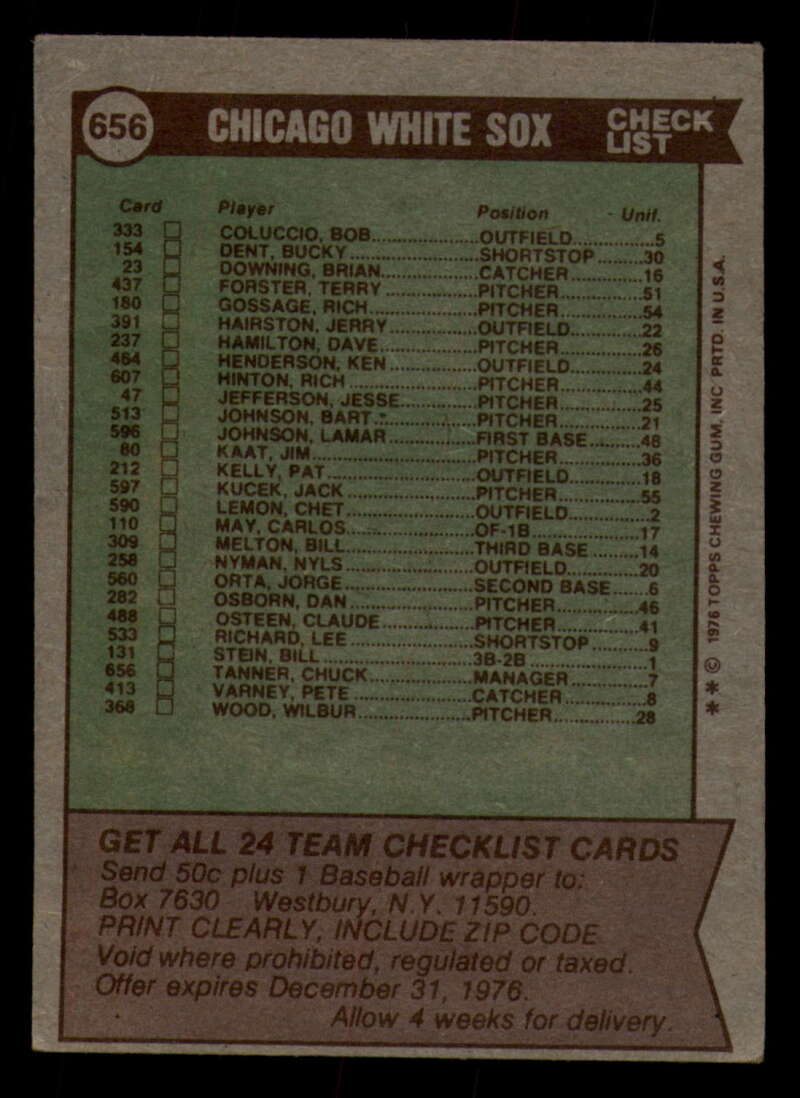 656 CHICAGO WHITE SOX CHECK LIST
Card Player Position Unif.
333 COLUCCIO, BOB OUTFIELD 5
154 DENT, BUCKY SHORTSTOP 30
23 DOWNING, BRIAN CATCHER 16
437 FORSTER, TERRY PITCHER 51
180 GOSSAGE, RICH PITCHER 54
391 HAIRSTON, JERRY OUTFIELD 22
237 HAMILTON, DAVE PITCHER 26
464 HENDERSON, KEN OUTFIELD 24
607 HINTON, RICH PITCHER 44
47 JEFFERSON, JESSE PITCHER 25
513 JOHNSON, BART PITCHER 21
596 JOHNSON, LAMAR FIRST BASE 48
80 KAAT, JIM PITCHER 36
212 KELLY, PAT OUTFIELD 18
597 KUCEK, JACK PITCHER 55
590 LEMON, CHET OUTFIELD 2
110 MAY, CARLOS OF-1B 17
309 MELTON, BILL THIRD BASE 14
258 NYMAN, NYLS OUTFIELD 20
560 ORTA, JORGE SECOND BASE 6
282 OSBORN, DAN PITCHER 46
488 OSTEEN, CLAUDE PITCHER 41
533 RICHARD, LEE SHORTSTOP 9
131 STEIN, BILL 3B-2B 1
656 TANNER, CHUCK MANAGER 7
413 VARNEY, PETE CATCHER 8
368 WOOD, WILBUR PITCHER 28
* * © 1976 TOPPS CHEWING GUM, INC PRTD. IN U.S.A.
GET ALL 24 TEAM CHECKLIST CARDS
Send 50c plus 1 Baseball wrapper to:
Box 7630 Westbury, N.Y. 11590.
PRINT CLEARLY, INCLUDE ZIP CODE
Void where prohibited, regulated or taxed.
Offer expires December 31, 1976.
Allow 4 weeks for delivery.